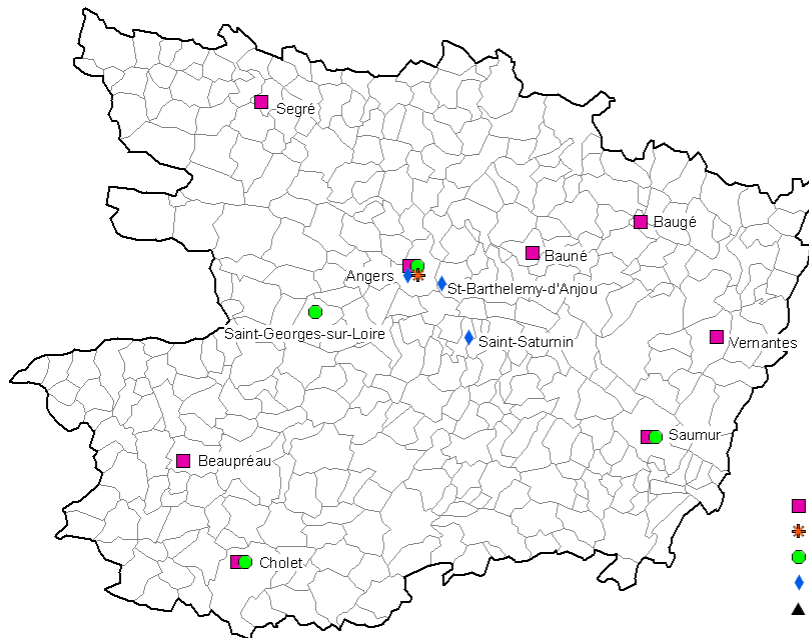 Segré
Baugé
Bauné
Angers
St-Barthelemy-d'Anjou
Saint-Georges-sur-Loire
Saint-Saturnin
Vernantes
Saumur
Beaupréau
Cholet